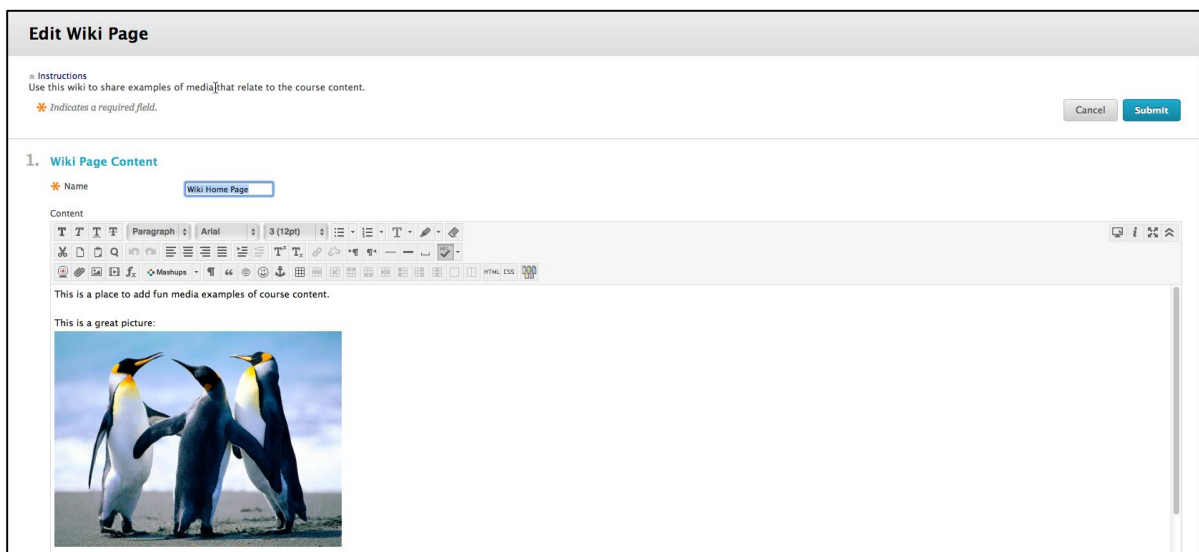 Edit Wiki Page
Instructions
Use this wiki to share examples of media that relate to the course content.
Indicates a required field.
Cancel Submit
1. Wiki Page Content
Name Wiki Home Page
Content
T T T T Paragraph Arial 3 (12pt) T
T T ABC
fx Mashups ¶ “ © HTML CSS
This is a place to add fun media examples of course content.
This is a great picture: